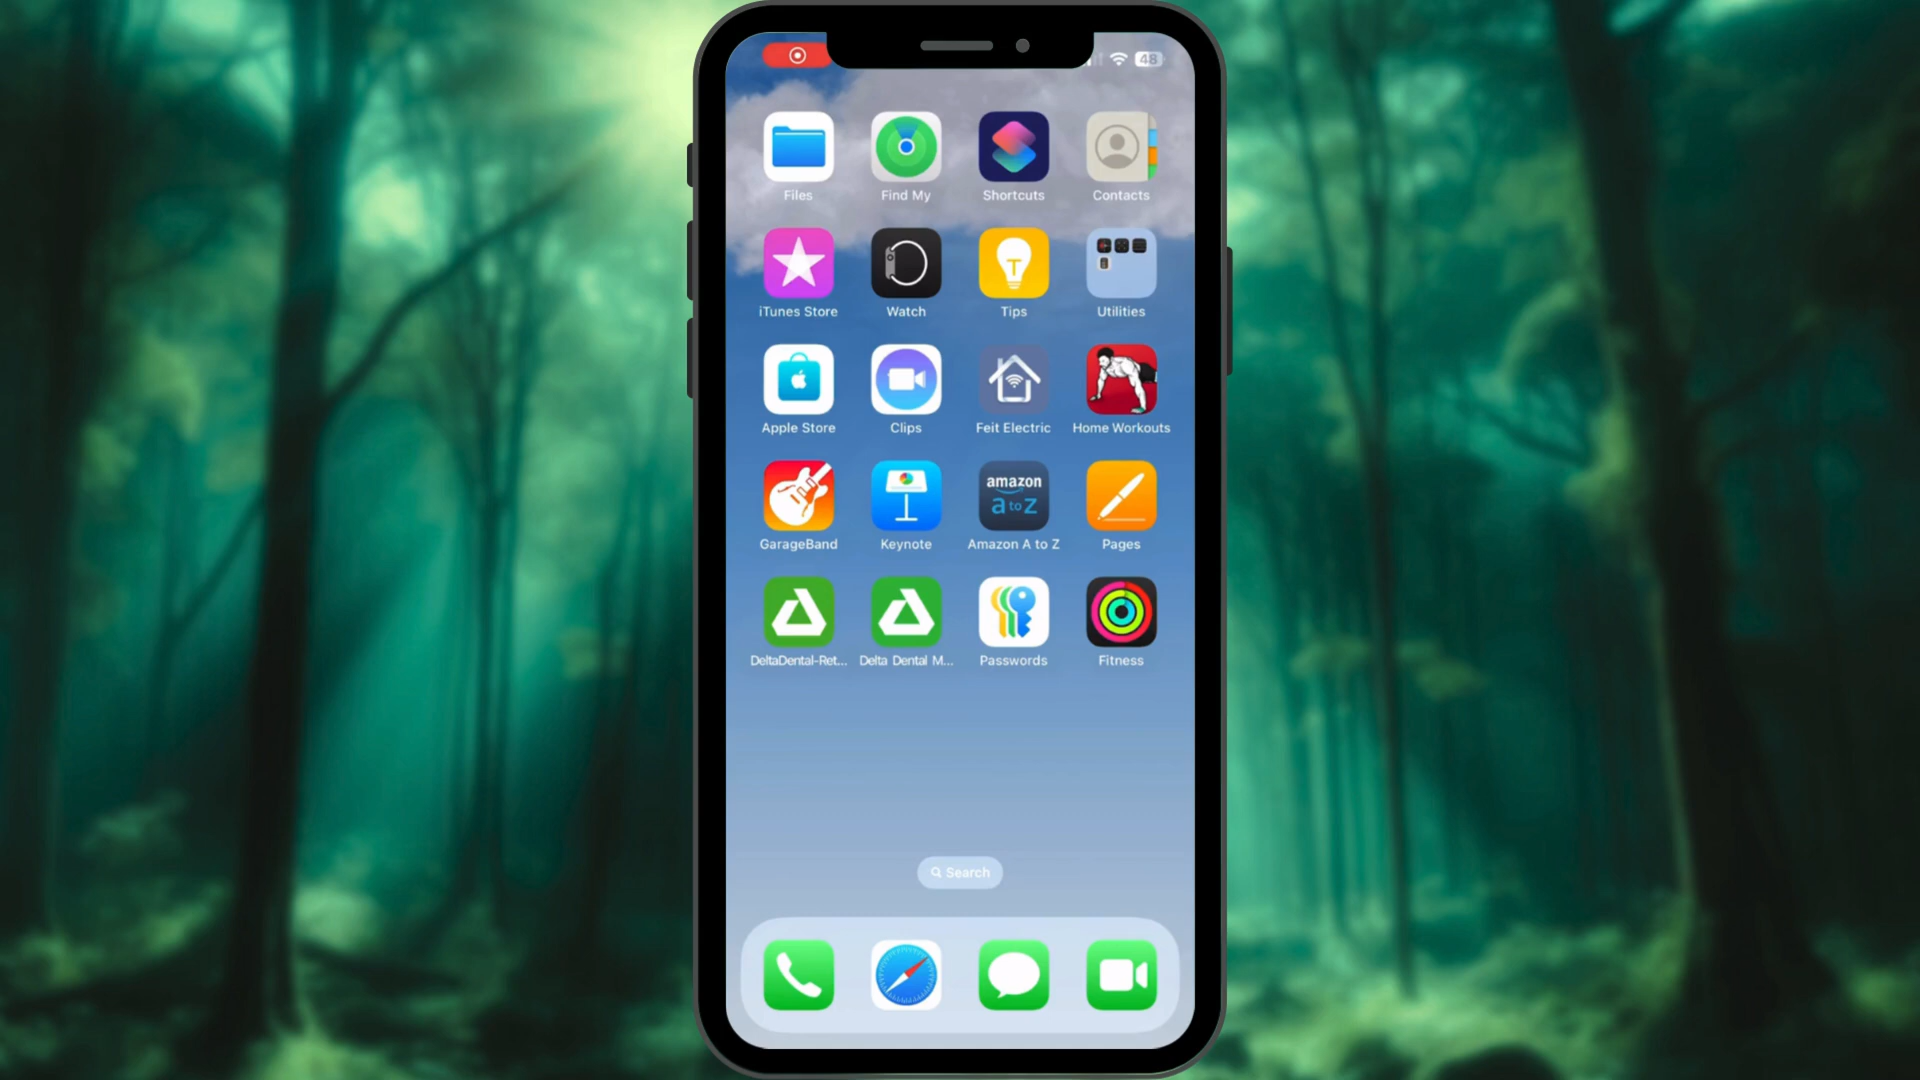 48
Files Find My Shortcuts Contacts
iTunes Store Watch Tips Utilities
T
Apple Store Clips Feit Electric Home Workouts
amazon
a to Z
GarageBand Keynote Amazon A to Z Pages
DeltaDental-Ret... Delta Dental M... Passwords Fitness
Search